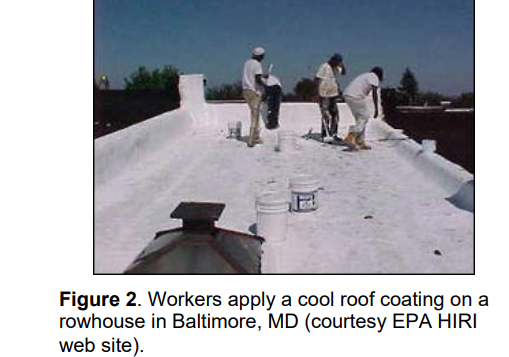 Figure 2. Workers apply a cool roof coating on a
rowhouse in Baltimore, MD (courtesy EPA HIRI
web site).